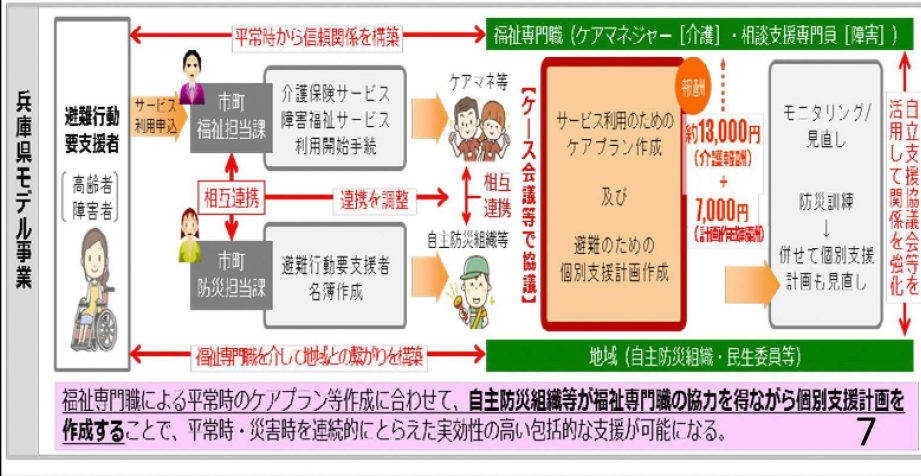 兵庫県モデル事業
避難行動
要支援者
高齢者
障害者
平常時から信頼関係を構築
福祉専門職（ケアマネジャー［介護］・相談支援専門員［障害］）
サービス
利用申込
市町
福祉担当課
介護保険サービス
障害福祉サービス
利用開始手続
ケアマネ等
相互連携
連携を調整
相互
連携
市町
防災担当課
避難行動要支援者
名簿作成
自主防災組織等
【ケース会議等で協議】
サービス利用のための
ケアプラン作成
及び
避難のための
個別支援計画作成
報酬
約13,000円
（介護報酬）
+
7,000円
モニタリング/
見直し
防災訓練
↓
併せて個別支援
計画も見直し
自立支援協議会等を
活用して関係を強化
福祉専門職を介して地域との繋がりを構築
地域（自主防災組織・民生委員等）
福祉専門職による平常時のケアプラン等作成に合わせて、自主防災組織等が福祉専門職の協力を得ながら個別支援計画を
作成することで、平常時・災害時を連続的にとらえた実効性の高い包括的な支援が可能になる。
7